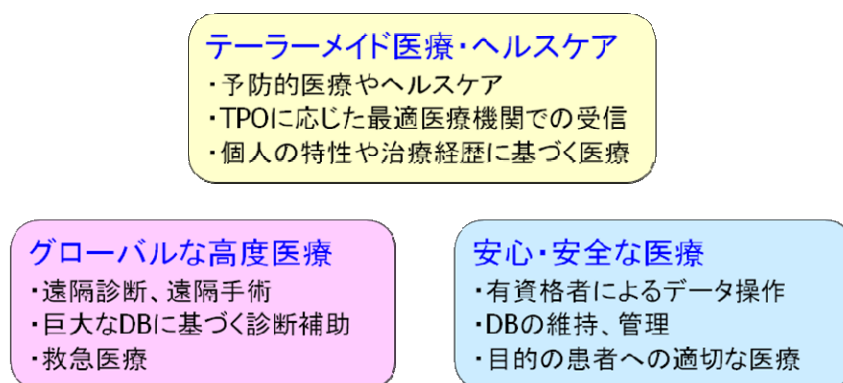 テーラーメイド医療・ヘルスケア
・予防的医療やヘルスケア
・TPOに応じた最適医療機関での受信
・個人の特性や治療経歴に基づく医療
グローバルな高度医療
・遠隔診断、遠隔手術
・巨大なDBに基づく診断補助
・救急医療
安心・安全な医療
・有資格者によるデータ操作
・DBの維持、管理
・目的の患者への適切な医療